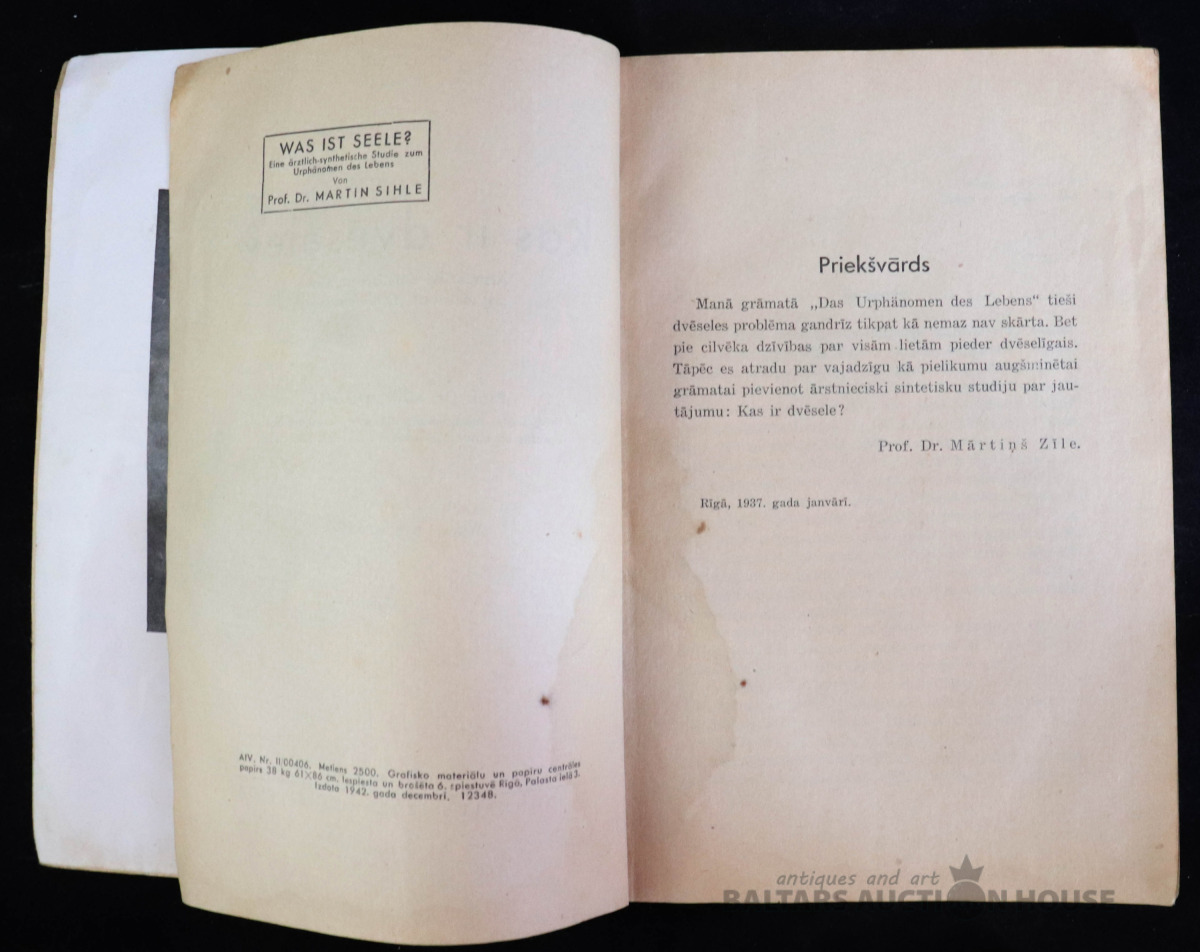 WAS IST SEELE?
Eine ärztlich-synthetische Studie zum
Urphänomen des Lebens
Von
Prof. Dr. MARTIN SIHLE
AIV. Nr. II/00406. Metiens 2500. Grafisko materiālu un papīru centrāles
papīrs 38 kg 61×86 cm. Iespiesta un brošēta 6. spiestuvē Rīgā, Palasta ielā 3.
Izdota 1942. gada decembrī. 12348.
Priekšvārds
Manā grāmatā „Das Urphänomen des Lebens“ tieši
dvēseles problēma gandrīz tikpat kā nemaz nav skārta. Bet
pie cilvēka dzīvības par visām lietām pieder dvēselīgais.
Tāpēc es atradu par vajadzīgu kā pielikumu augšminētai
grāmatai pievienot ārstnieciski sintetisku studiju par jau-
tājumu: Kas ir dvēsele?
Prof. Dr. Mārtiņš Zīle.
Rīgā, 1937. gada janvārī.
antiques and art
BALTARS AUCTION HOUSE